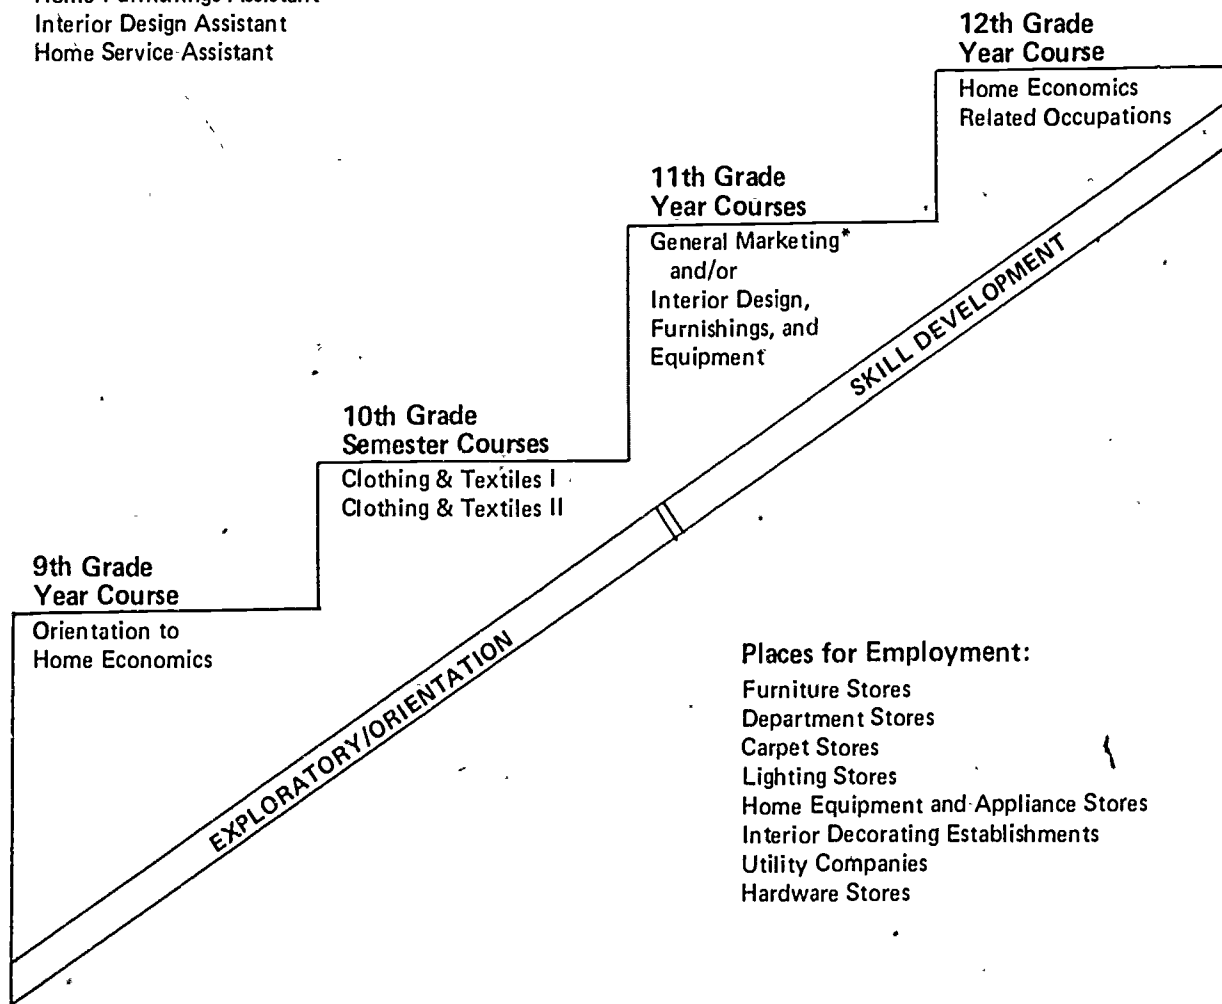 Interior Design Assistant
Home Service Assistant
12th Grade
Year Course
Home Economics
Related Occupations
11th Grade
Year Courses
General Marketing*
and/or
Interior Design,
Furnishings, and
Equipment
SKILL DEVELOPMENT
10th Grade
Semester Courses
Clothing & Textiles I
Clothing & Textiles II
9th Grade
Year Course
Orientation to
Home Economics
EXPLORATORY/ORIENTATION
Places for Employment:
Furniture Stores
Department Stores
Carpet Stores
Lighting Stores
Home Equipment and Appliance Stores
Interior Decorating Establishments
Utility Companies
Hardware Stores